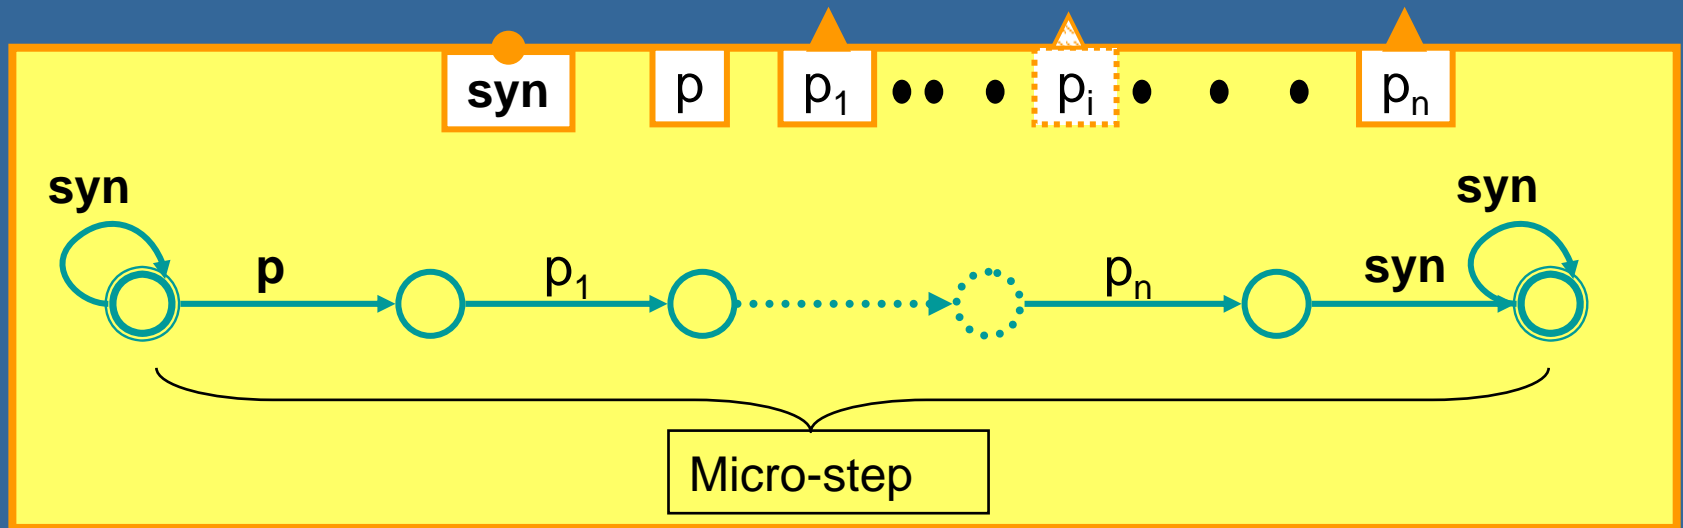 syn p p₁ •• • pᵢ • • • pₙ
syn syn
p p₁ pₙ syn
Micro-step